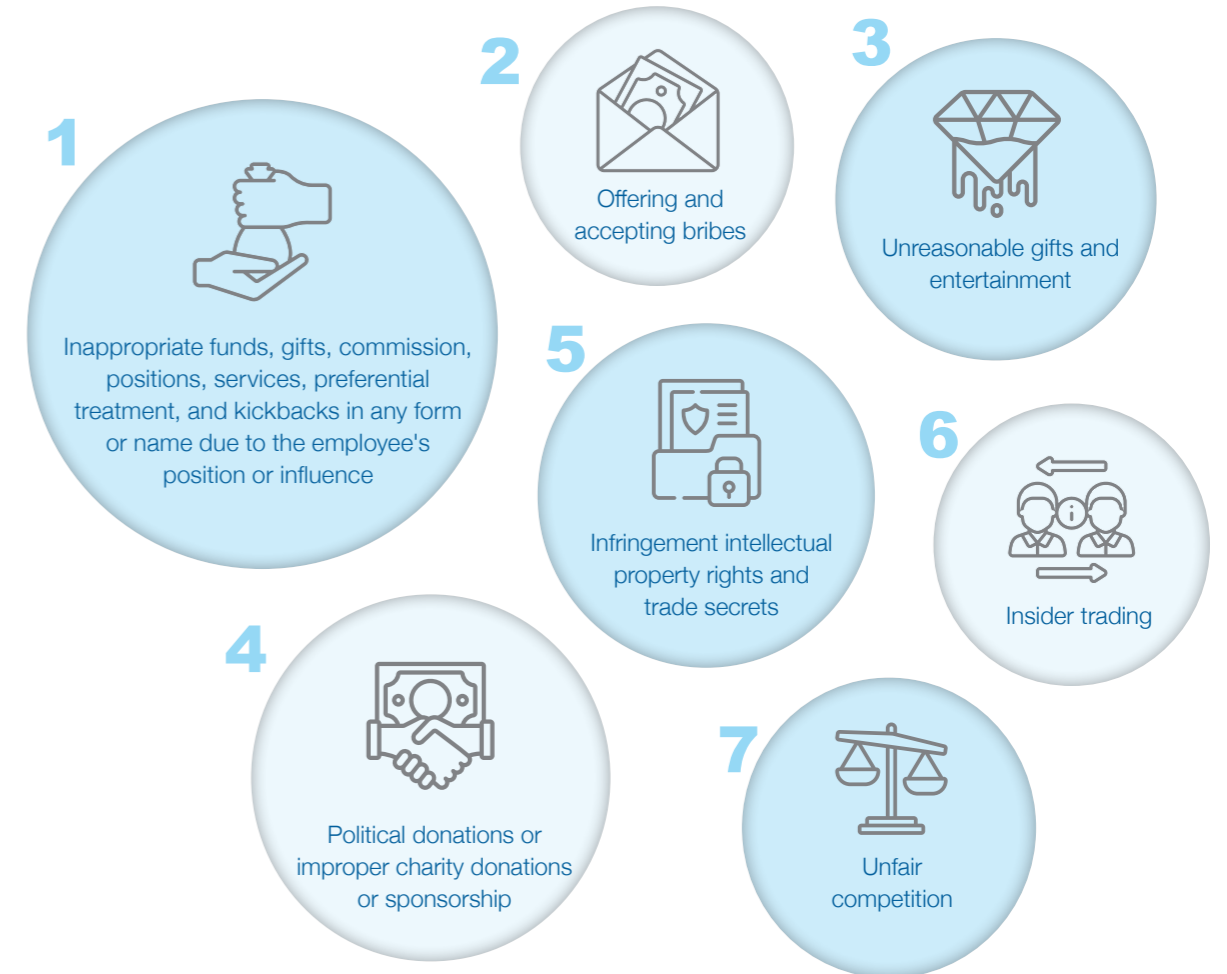 1
Inappropriate funds, gifts, commission,
positions, services, preferential
treatment, and kickbacks in any form
or name due to the employee's
position or influence
2
Offering and
accepting bribes
3
Unreasonable gifts and
entertainment
4
Political donations or
improper charity donations
or sponsorship
5
Infringement intellectual
property rights and
trade secrets
6
i
Insider trading
7
Unfair
competition